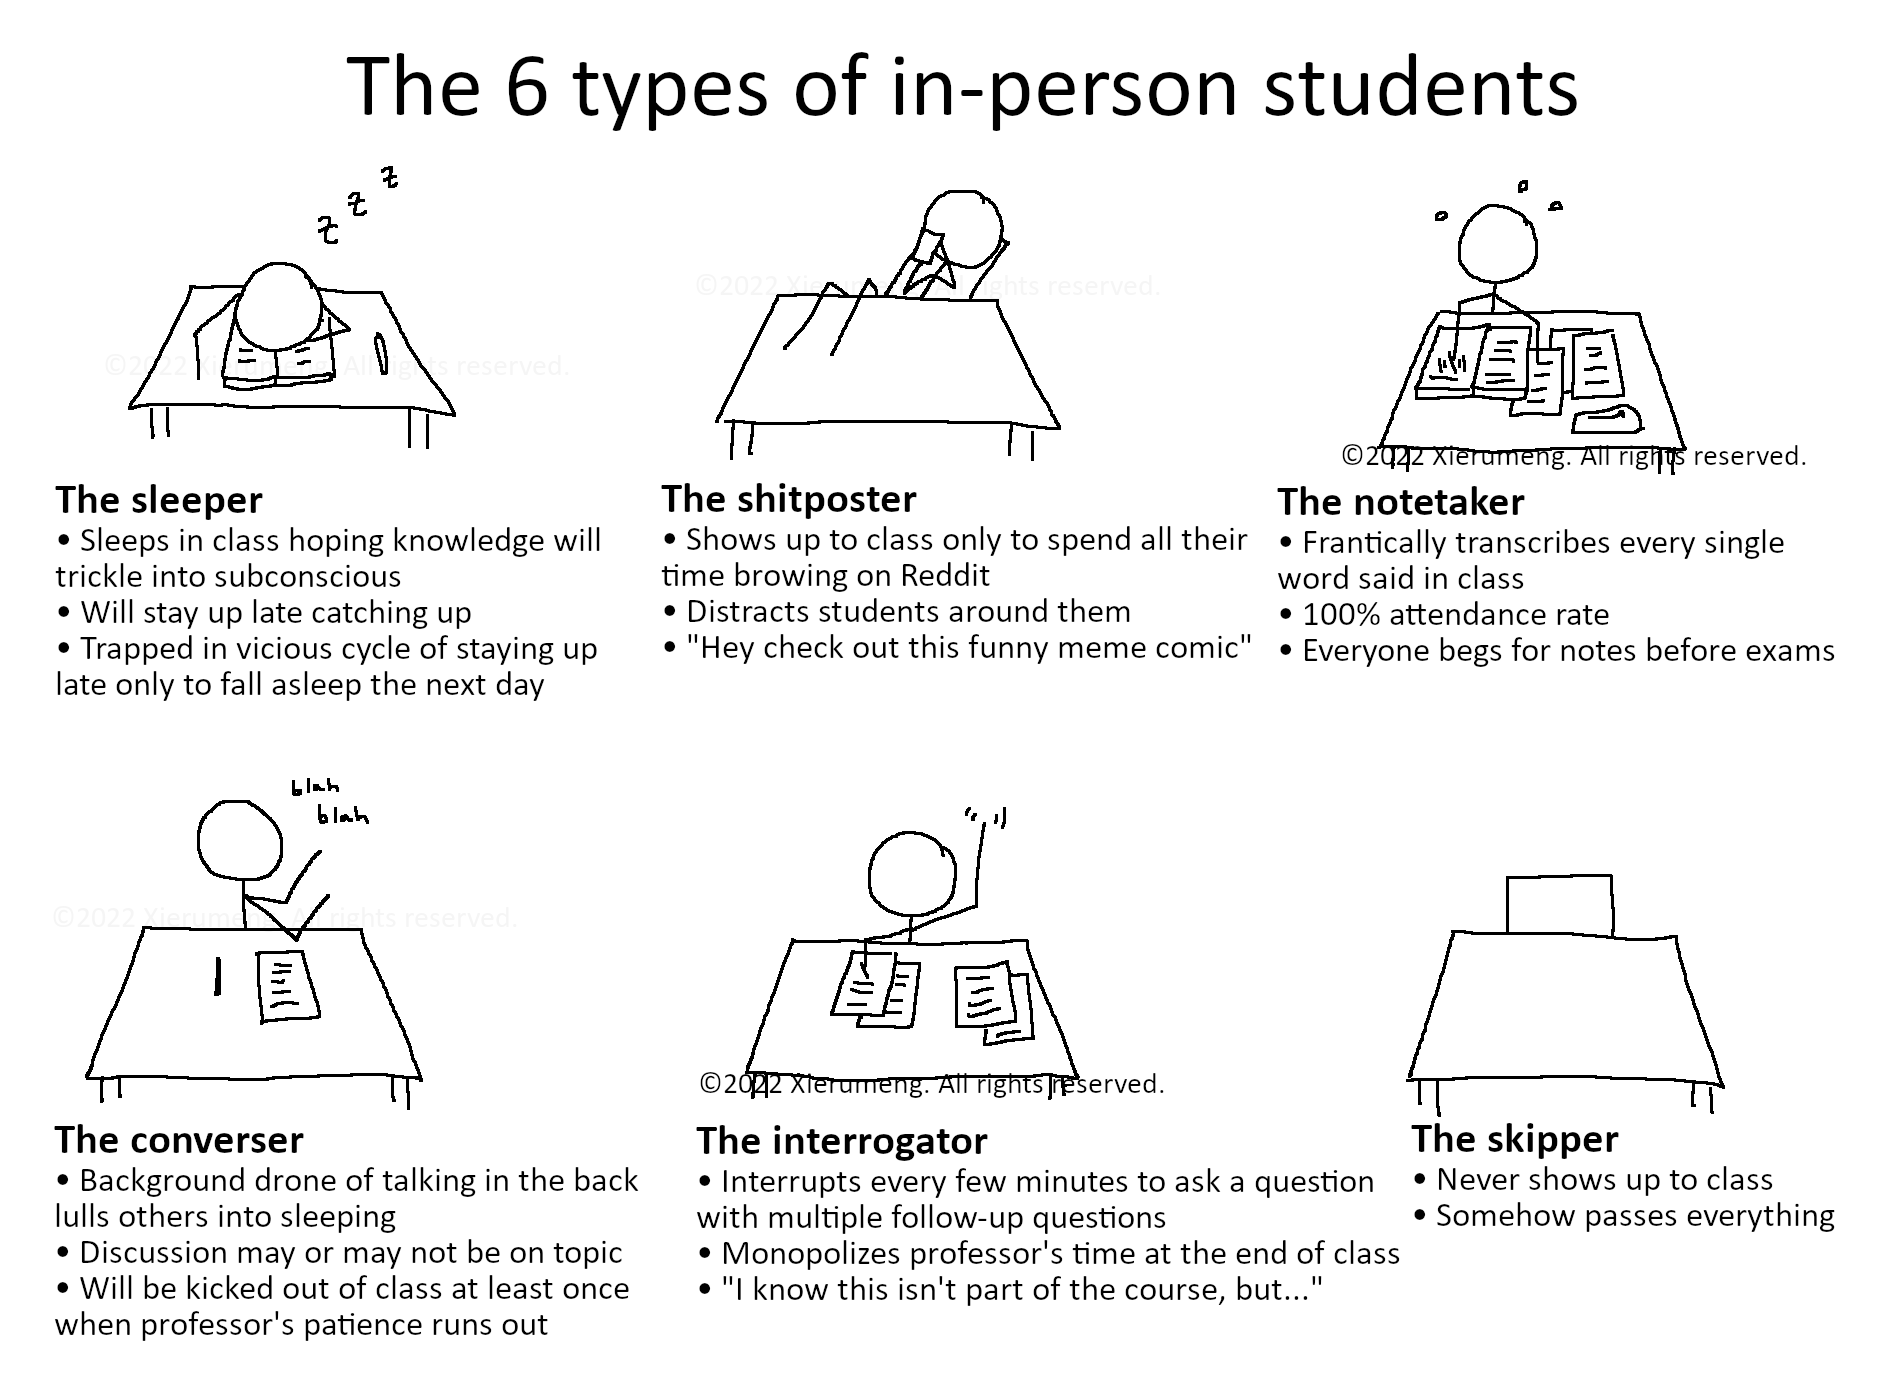 The 6 types of in-person students
z z z
©2022 Xierumeng. All rights reserved.
The sleeper
• Sleeps in class hoping knowledge will
trickle into subconscious
• Will stay up late catching up
• Trapped in vicious cycle of staying up
late only to fall asleep the next day
©2022 Xierumeng. All rights reserved.
The shitposter
• Shows up to class only to spend all their
time browing on Reddit
• Distracts students around them
• "Hey check out this funny meme comic"
©2022 Xierumeng. All rights reserved.
The notetaker
• Frantically transcribes every single
word said in class
• 100% attendance rate
• Everyone begs for notes before exams
blah
blah
©2022 Xierumeng. All rights reserved.
The converser
• Background drone of talking in the back
lulls others into sleeping
• Discussion may or may not be on topic
• Will be kicked out of class at least once
when professor's patience runs out
©2022 Xierumeng. All rights reserved.
The interrogator
• Interrupts every few minutes to ask a question
with multiple follow-up questions
• Monopolizes professor's time at the end of class
• "I know this isn't part of the course, but..."
The skipper
• Never shows up to class
• Somehow passes everything